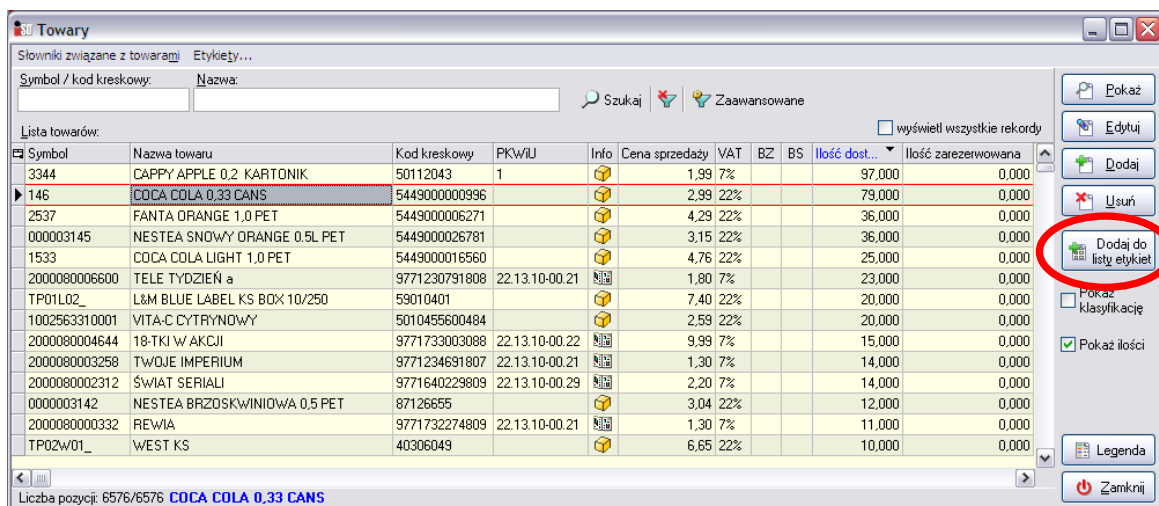 Towary
Słowniki związane z towarami Etykiety...
Symbol / kod kreskowy: Nazwa:
Szukaj Zaawansowane
Lista towarów: wyświetl wszystkie rekordy
Symbol Nazwa towaru Kod kreskowy PKWiU Info Cena sprzedaży VAT BZ BS Ilość dost... Ilość zarezerwowana
3344 CAPPY APPLE 0,2 KARTONIK 50112043 1 1,99 7% 97,000 0,000
146 COCA COLA 0,33 CANS 5449000000996 2,99 22% 79,000 0,000
2537 FANTA ORANGE 1,0 PET 5449000006271 4,29 22% 36,000 0,000
000003145 NESTEA SNOWY ORANGE 0.5L PET 5449000026781 3,15 22% 36,000 0,000
1533 COCA COLA LIGHT 1,0 PET 5449000016560 4,76 22% 25,000 0,000
2000080006600 TELE TYDZIEŃ a 9771230791808 22.13.10-00.21 1,80 7% 23,000 0,000
TP01L02_ L&M BLUE LABEL KS BOX 10/250 59010401 7,40 22% 20,000 0,000
1002563310001 VITA-C CYTRYNOWY 5010455600484 2,59 22% 20,000 0,000
2000080004644 18-TKI W AKCJI 9771733003088 22.13.10-00.22 9,99 7% 15,000 0,000
2000080003258 TWOJE IMPERIUM 9771234691807 22.13.10-00.21 1,30 7% 14,000 0,000
2000080002312 ŚWIAT SERIALI 9771640229809 22.13.10-00.29 2,20 7% 14,000 0,000
0000003142 NESTEA BRZOSKWINIOWA 0,5 PET 87126655 3,04 22% 12,000 0,000
2000080000332 REWIA 9771732274809 22.13.10-00.21 1,30 7% 11,000 0,000
TP02W01_ WEST KS 40306049 6,65 22% 10,000 0,000
Liczba pozycji: 6576/6576 COCA COLA 0,33 CANS
Pokaż
Edytuj
Dodaj
Usuń
Dodaj do
listy etykiet
Pokaż
klasyfikację
Pokaż ilości
Legenda
Zamknij